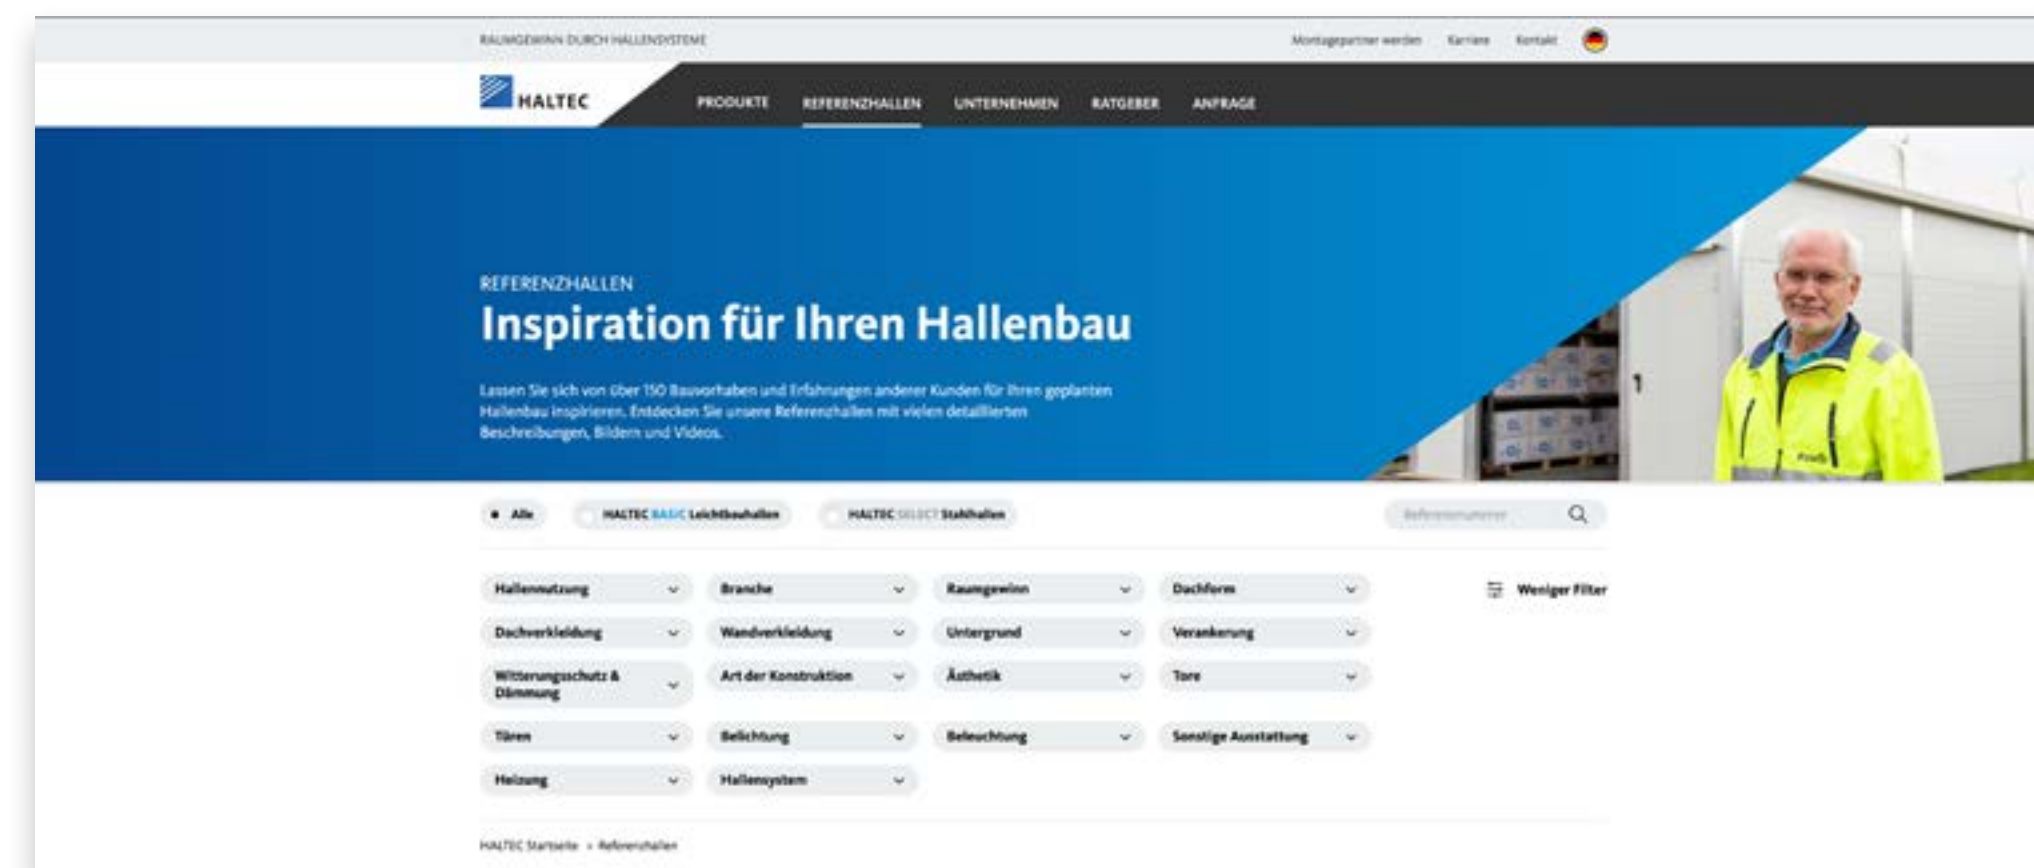 RAUMGEWINN DURCH HALLENSYSTEME
Montagepartner werden Karriere Kontakt
HALTEC
PRODUKTE REFERENZHALLEN UNTERNEHMEN RATGEBER ANFRAGE
REFERENZHALLEN
Inspiration für Ihren Hallenbau
Lassen Sie sich von über 150 Bauvorhaben und Erfahrungen anderer Kunden für Ihren geplanten
Hallenbau inspirieren. Entdecken Sie unsere Referenzhallen mit vielen detaillierten
Beschreibungen, Bildern und Videos.
1
Alle HALTEC BASIC Leichtbauhallen HALTEC SELECT Stahlhallen Referenznummer
Hallennutzung Branche Raumgewinn Dachform Weniger Filter
Dachverkleidung Wandverkleidung Untergrund Verankerung
Witterungsschutz &
Dämmung
Art der Konstruktion Ästhetik Tore
Türen Belichtung Beleuchtung Sonstige Ausstattung
Heizung Hallensystem
HALTEC Startseite » Referenzhallen